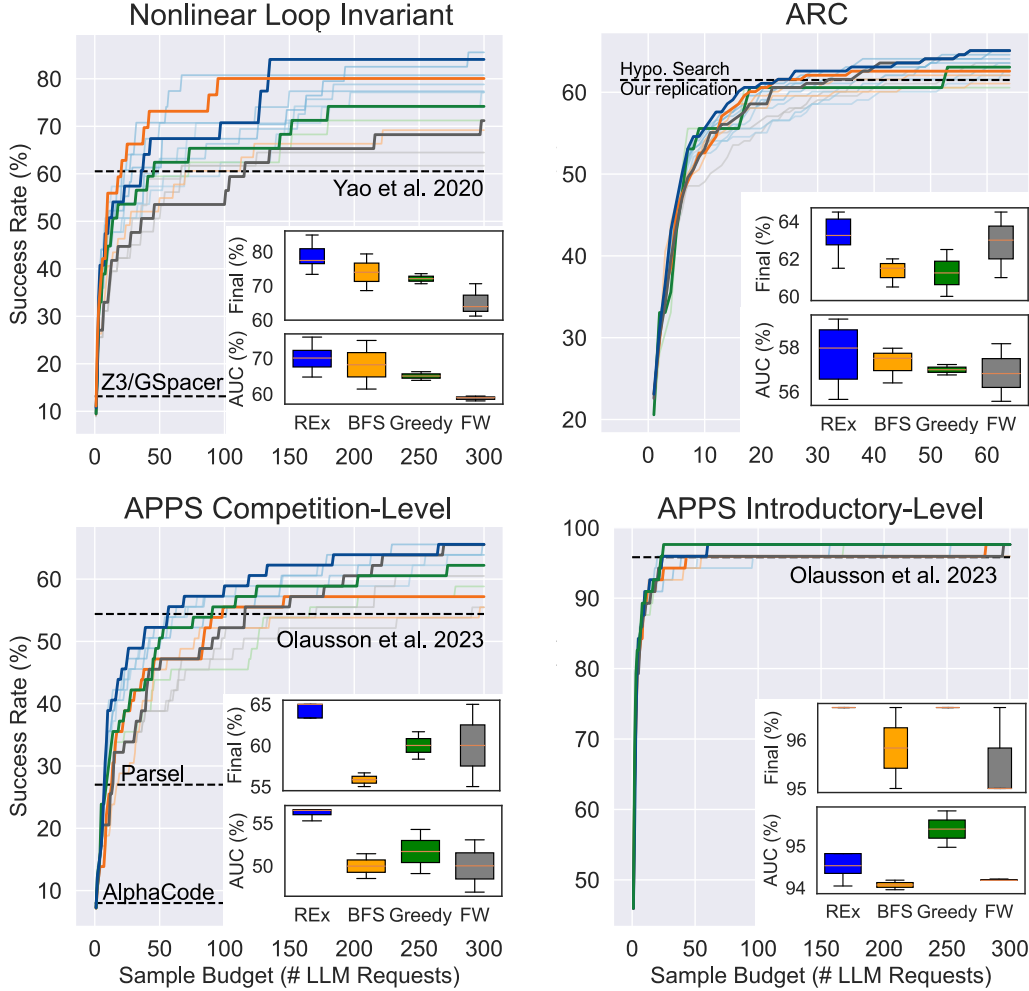 Nonlinear Loop Invariant
Success Rate (%)
80
70
60
50
40
30
20
10
Yao et al. 2020
Z3/GSpacer
Final (%)
80
70
60
AUC (%)
70
60
REx BFS Greedy FW
0 50 100 150 200 250 300
ARC
60
50
40
30
20
Hypo. Search
Our replication
Final (%)
64
62
60
AUC (%)
58
56
REx BFS Greedy FW
0 10 20 30 40 50 60
APPS Competition-Level
Success Rate (%)
60
50
40
30
20
10
Olausson et al. 2023
Parsel
AlphaCode
Final (%)
65
60
55
AUC (%)
55
50
REx BFS Greedy FW
0 50 100 150 200 250 300
Sample Budget (# LLM Requests)
APPS Introductory-Level
100
90
80
70
60
50
Olausson et al. 2023
Final (%)
96
95
AUC (%)
95
94
REx BFS Greedy FW
0 50 100 150 200 250 300
Sample Budget (# LLM Requests)